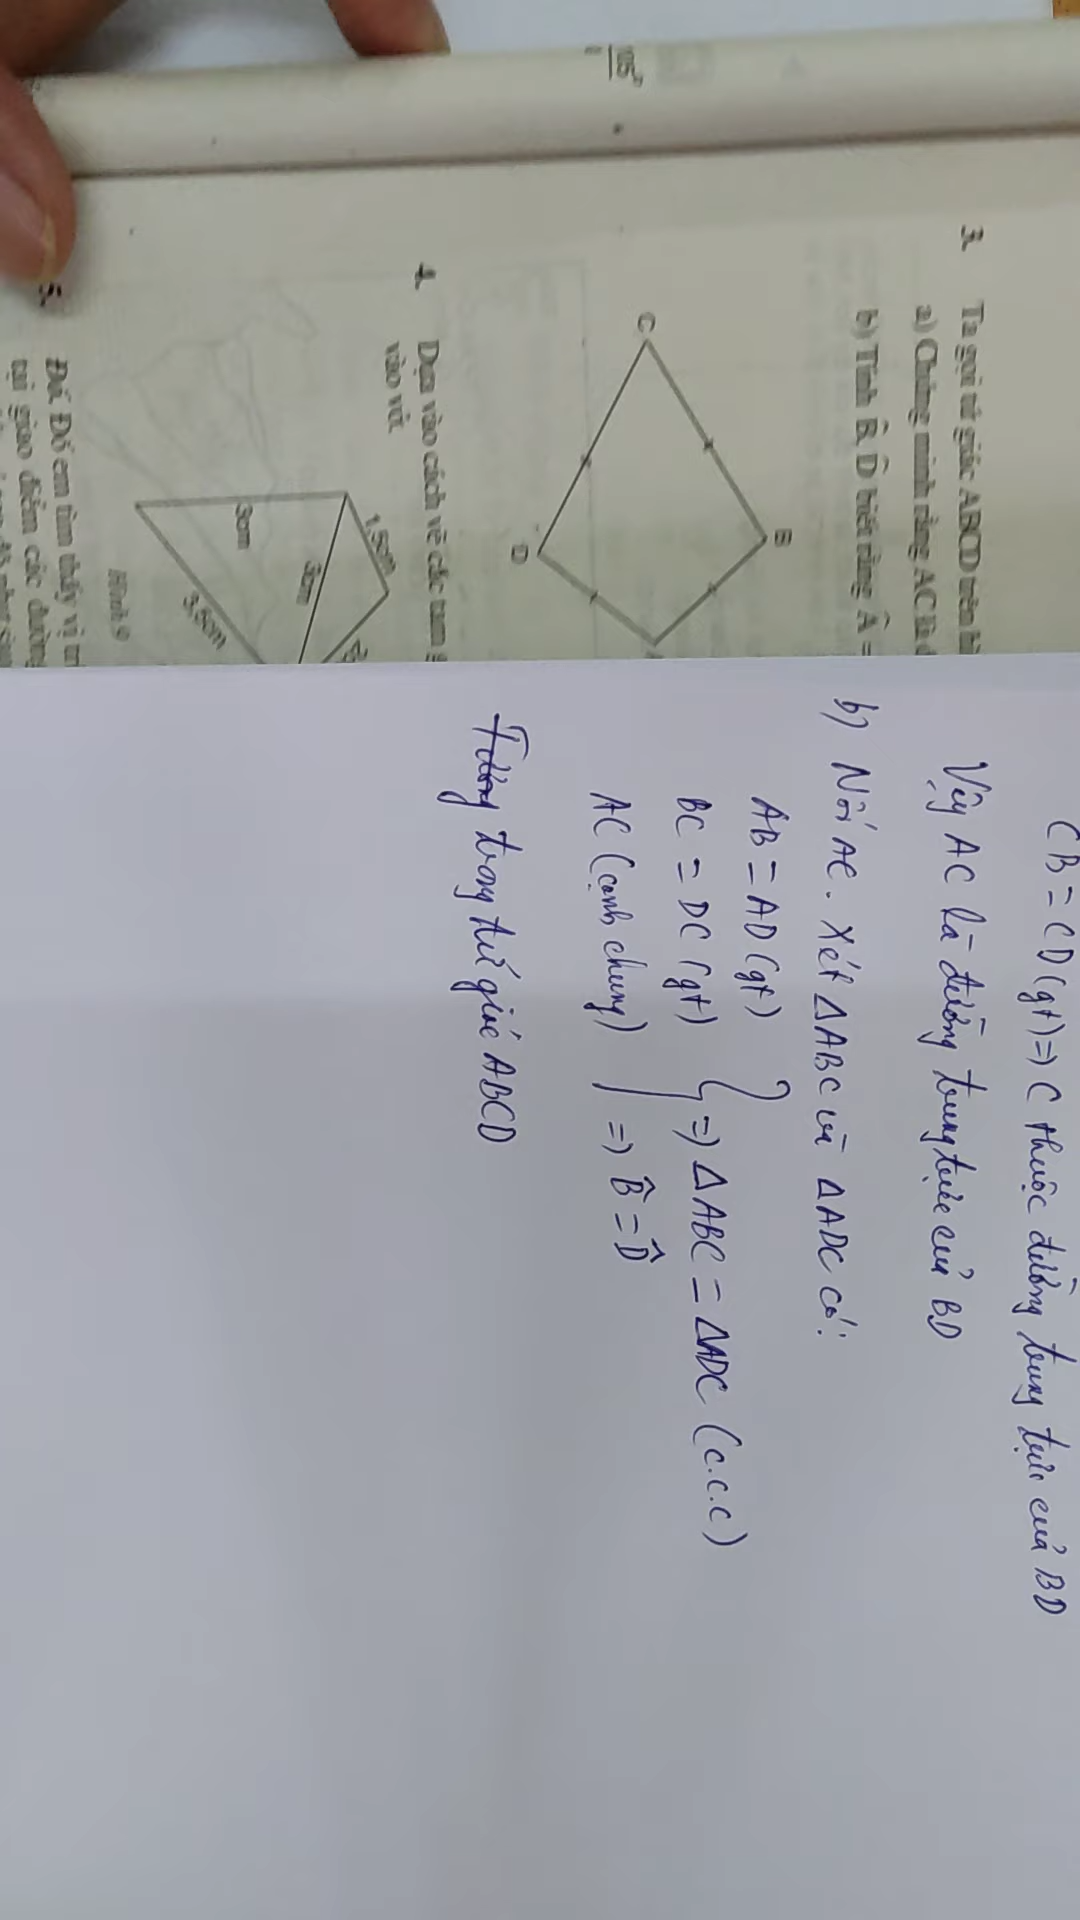 105°
3. Ta gọi tứ giác ABCD trên
a) Chứng minh rằng AC là
b) Tính B̂, D̂ biết rằng Â =
B
C
D
4. Dựa vào cách vẽ các tam
vào vở.
1,5cm
3cm
3cm
3,5cm
Hình 9
5. Đố. Đố em tìm thấy vị trí
tại giao điểm các đường
CB = CD (gt) => C thuộc đường trung trực của BD
Vậy AC là đường trung trực của BD
b) Nối AC. Xét ΔABC và ΔADC có:
AB = AD (gt)
BC = DC (gt) } => ΔABC = ΔADC (c.c.c)
AC (cạnh chung) => B̂ = D̂
trong tứ giác ABCD